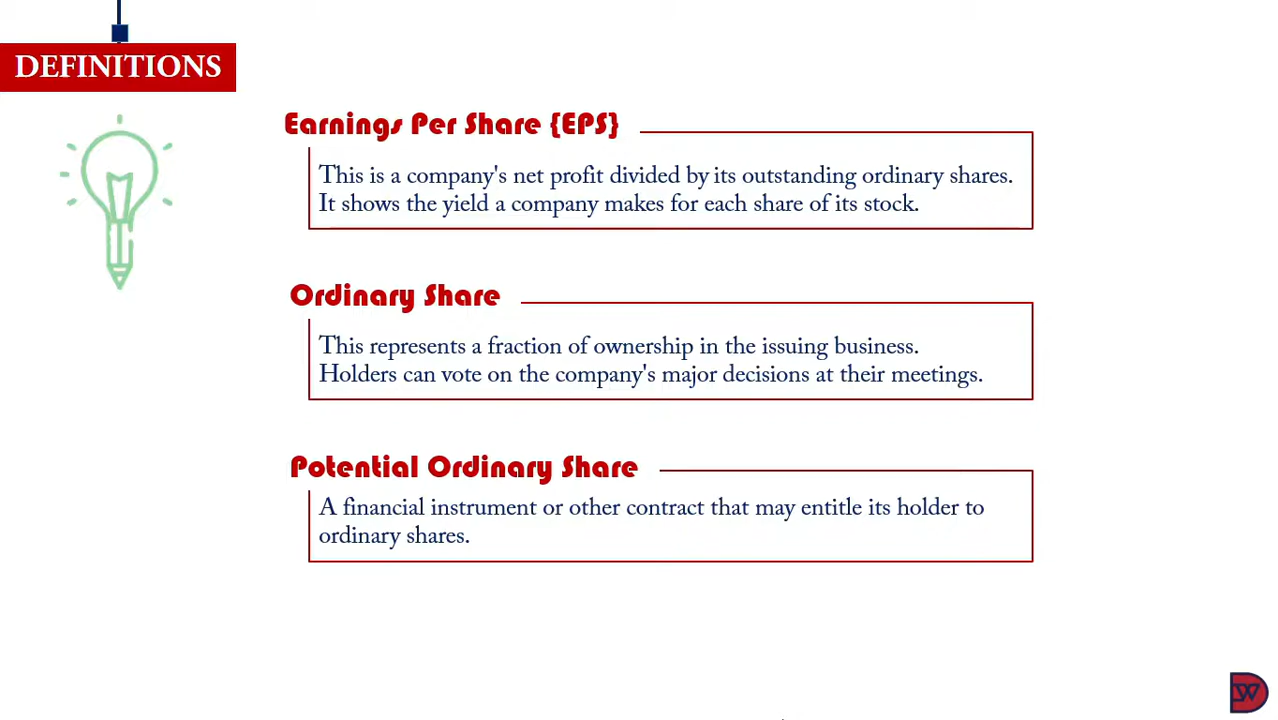 DEFINITIONS
Earnings Per Share {EPS}
This is a company's net profit divided by its outstanding ordinary shares.
It shows the yield a company makes for each share of its stock.
Ordinary Share
This represents a fraction of ownership in the issuing business.
Holders can vote on the company's major decisions at their meetings.
Potential Ordinary Share
A financial instrument or other contract that may entitle its holder to
ordinary shares.
DW